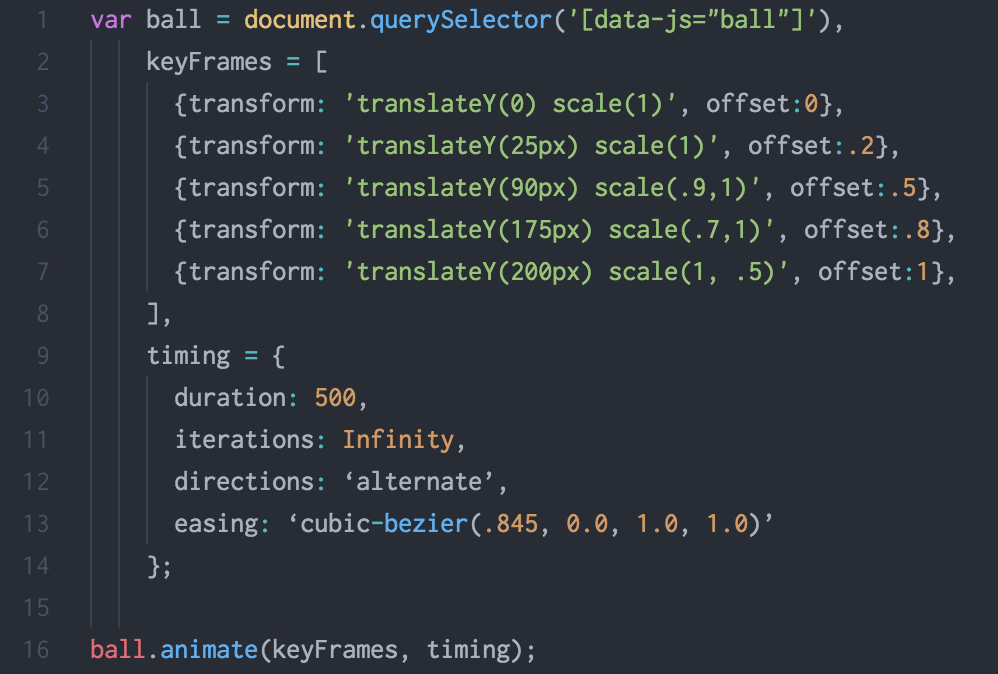 1 var ball = document.querySelector('[data-js="ball"]'),
2 keyFrames = [
3 {transform: 'translateY(0) scale(1)', offset:0},
4 {transform: 'translateY(25px) scale(1)', offset:.2},
5 {transform: 'translateY(90px) scale(.9,1)', offset:.5},
6 {transform: 'translateY(175px) scale(.7,1)', offset:.8},
7 {transform: 'translateY(200px) scale(1, .5)', offset:1},
8 ],
9 timing = {
10 duration: 500,
11 iterations: Infinity,
12 directions: ‘alternate’,
13 easing: ‘cubic-bezier(.845, 0.0, 1.0, 1.0)’
14 };
15
16 ball.animate(keyFrames, timing);